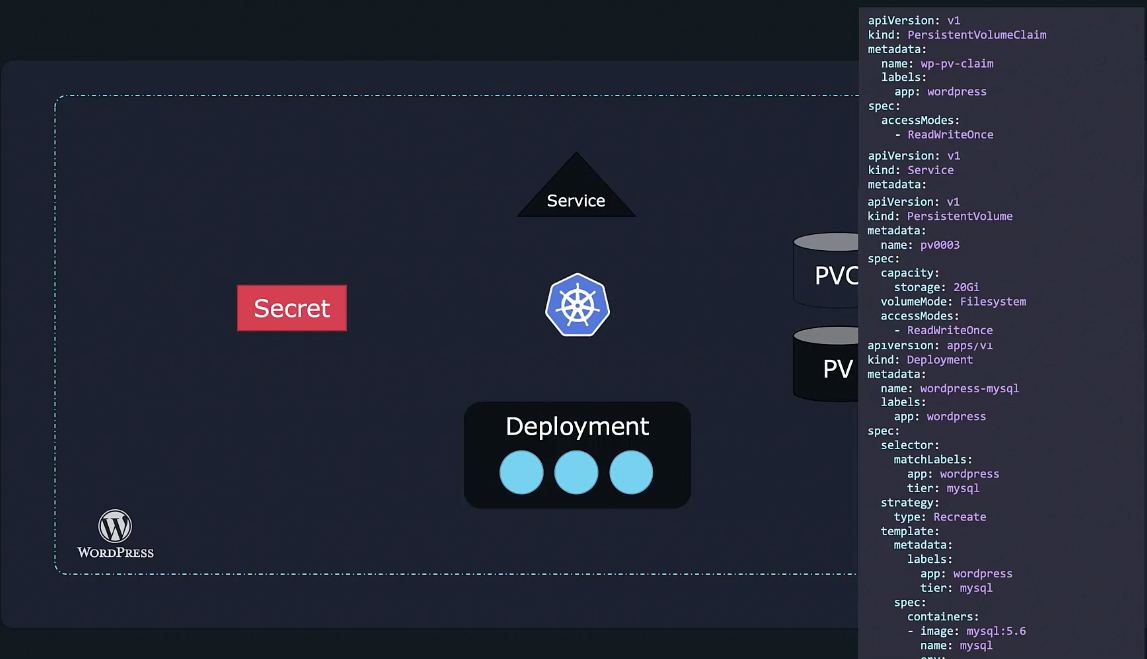 Service
Secret
PVC
PV
Deployment
WORDPRESS
apiVersion: v1
kind: PersistentVolumeClaim
metadata:
  name: wp-pv-claim
  labels:
    app: wordpress
spec:
  accessModes:
    - ReadWriteOnce
apiVersion: v1
kind: Service
metadata:
apiVersion: v1
kind: PersistentVolume
metadata:
  name: pv0003
spec:
  capacity:
    storage: 20Gi
  volumeMode: Filesystem
  accessModes:
    - ReadWriteOnce
apiVersion: apps/v1
kind: Deployment
metadata:
  name: wordpress-mysql
  labels:
    app: wordpress
spec:
  selector:
    matchLabels:
      app: wordpress
      tier: mysql
  strategy:
    type: Recreate
  template:
    metadata:
      labels:
        app: wordpress
        tier: mysql
    spec:
      containers:
      - image: mysql:5.6
        name: mysql